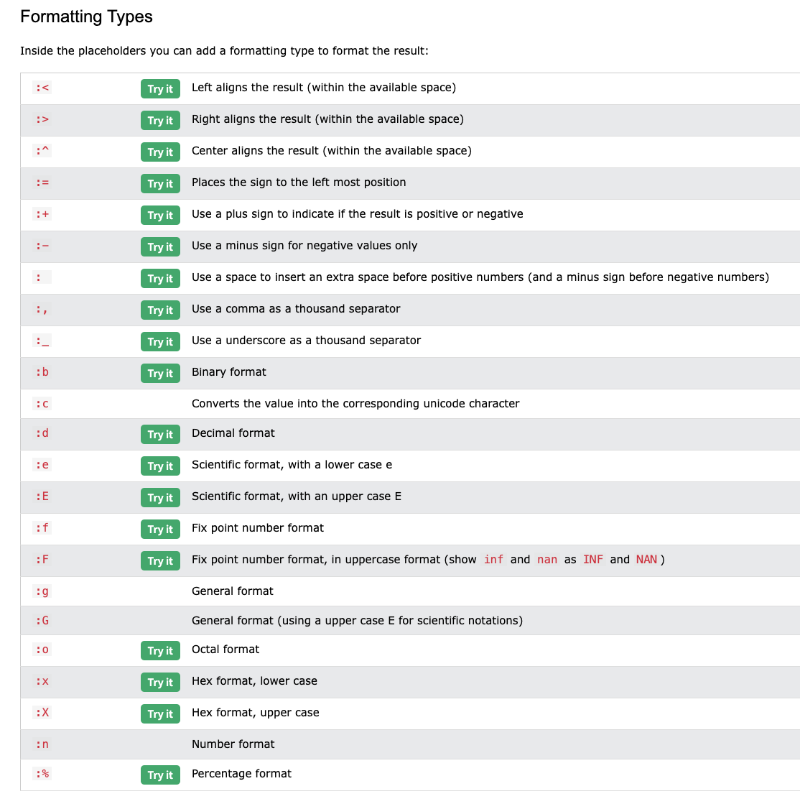 Formatting Types
Inside the placeholders you can add a formatting type to format the result:
:< Try it Left aligns the result (within the available space)
:> Try it Right aligns the result (within the available space)
:^ Try it Center aligns the result (within the available space)
:= Try it Places the sign to the left most position
:+ Try it Use a plus sign to indicate if the result is positive or negative
:- Try it Use a minus sign for negative values only
: Try it Use a space to insert an extra space before positive numbers (and a minus sign before negative numbers)
:, Try it Use a comma as a thousand separator
:_ Try it Use a underscore as a thousand separator
:b Try it Binary format
:c Converts the value into the corresponding unicode character
:d Try it Decimal format
:e Try it Scientific format, with a lower case e
:E Try it Scientific format, with an upper case E
:f Try it Fix point number format
:F Try it Fix point number format, in uppercase format (show inf and nan as INF and NAN)
:g General format
:G General format (using a upper case E for scientific notations)
:o Try it Octal format
:x Try it Hex format, lower case
:X Try it Hex format, upper case
:n Number format
:% Try it Percentage format